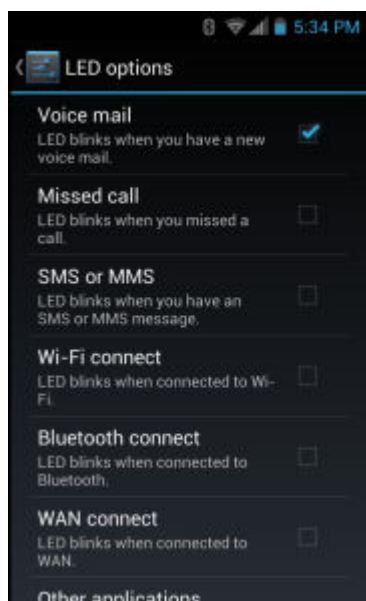 5:34 PM
LED options
Voice mail
LED blinks when you have a new
voice mail.
Missed call
LED blinks when you missed a
call.
SMS or MMS
LED blinks when you have an
SMS or MMS message.
Wi-Fi connect
LED blinks when connected to Wi-
Fi.
Bluetooth connect
LED blinks when connected to
Bluetooth.
WAN connect
LED blinks when connected to
WAN.
Other applications